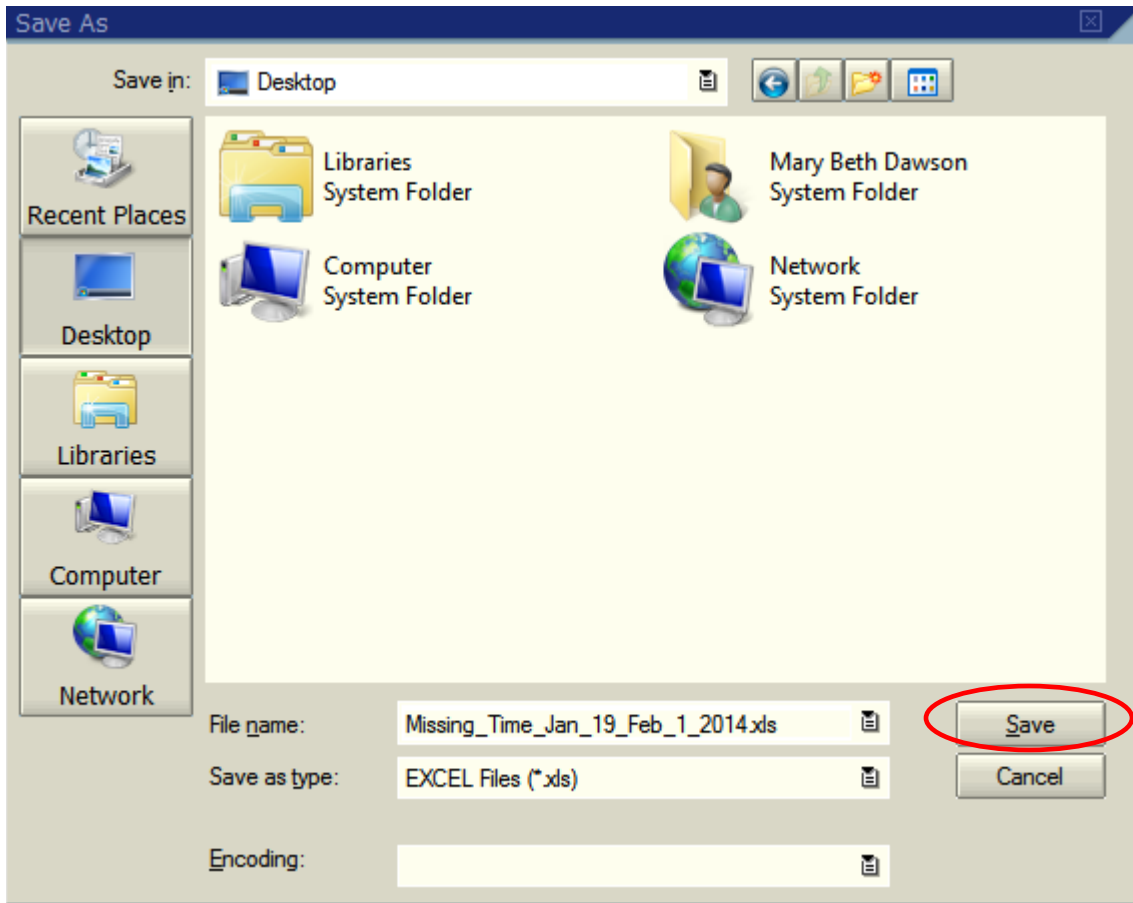 Save As
Save in:
Desktop
Recent Places
Desktop
Libraries
Computer
Network
Libraries
System Folder
Mary Beth Dawson
System Folder
Computer
System Folder
Network
System Folder
File name:
Missing_Time_Jan_19_Feb_1_2014.xls
Save
Save as type:
EXCEL Files (*.xls)
Cancel
Encoding: